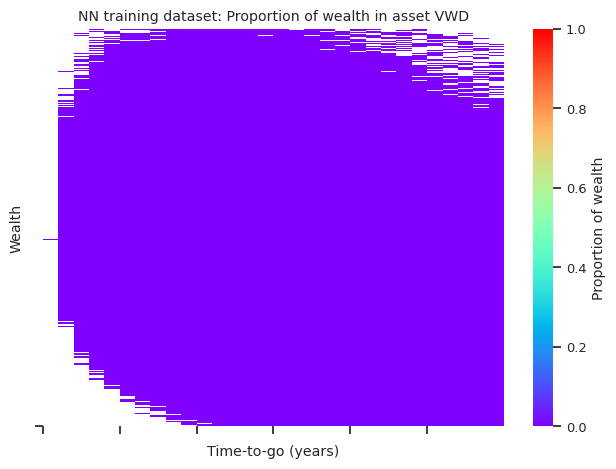 NN training dataset: Proportion of wealth in asset VWD
Wealth
Time-to-go (years)
1.0
0.8
0.6
0.4
0.2
0.0
Proportion of wealth